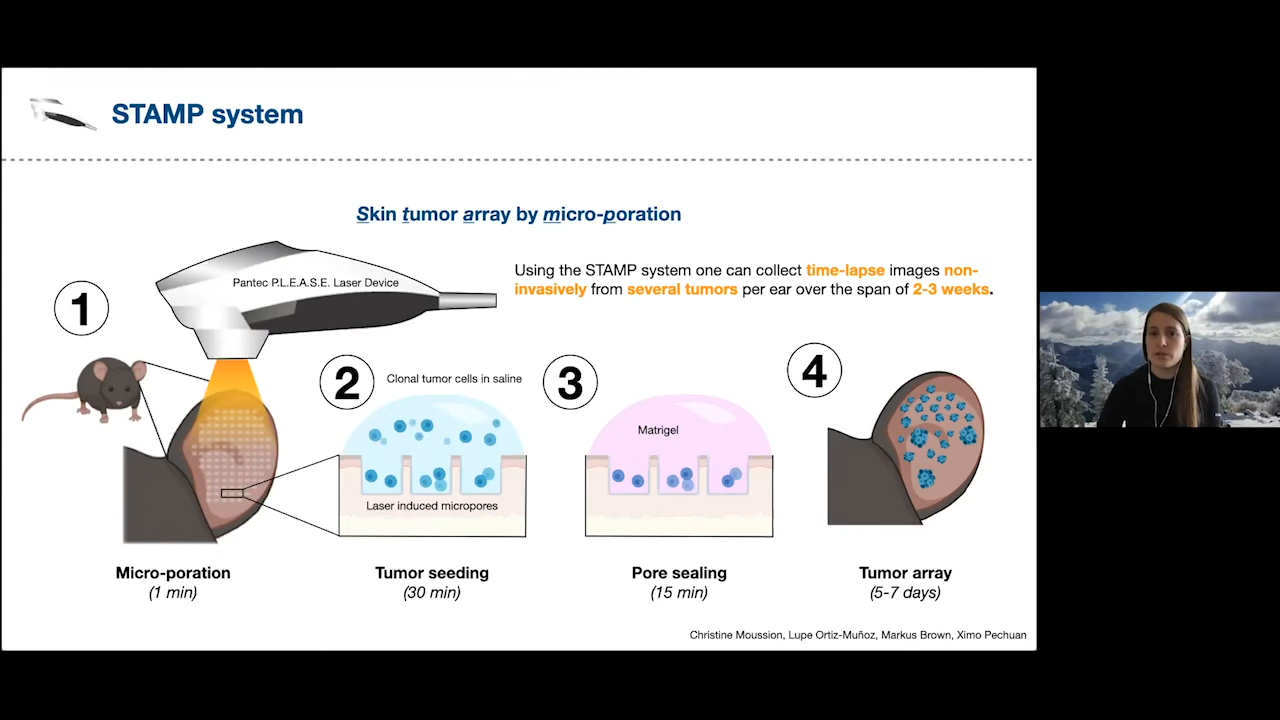 STAMP system
Skin tumor array by micro-poration
Using the STAMP system one can collect time-lapse images non-
invasively from several tumors per ear over the span of 2-3 weeks.
Pantec P.L.E.A.S.E. Laser Device
1
2
Clonal tumor cells in saline
Laser induced micropores
3
Matrigel
4
Micro-poration
(1 min)
Tumor seeding
(30 min)
Pore sealing
(15 min)
Tumor array
(5-7 days)
Christine Moussion, Lupe Ortiz-Muñoz, Markus Brown, Ximo Pechuan